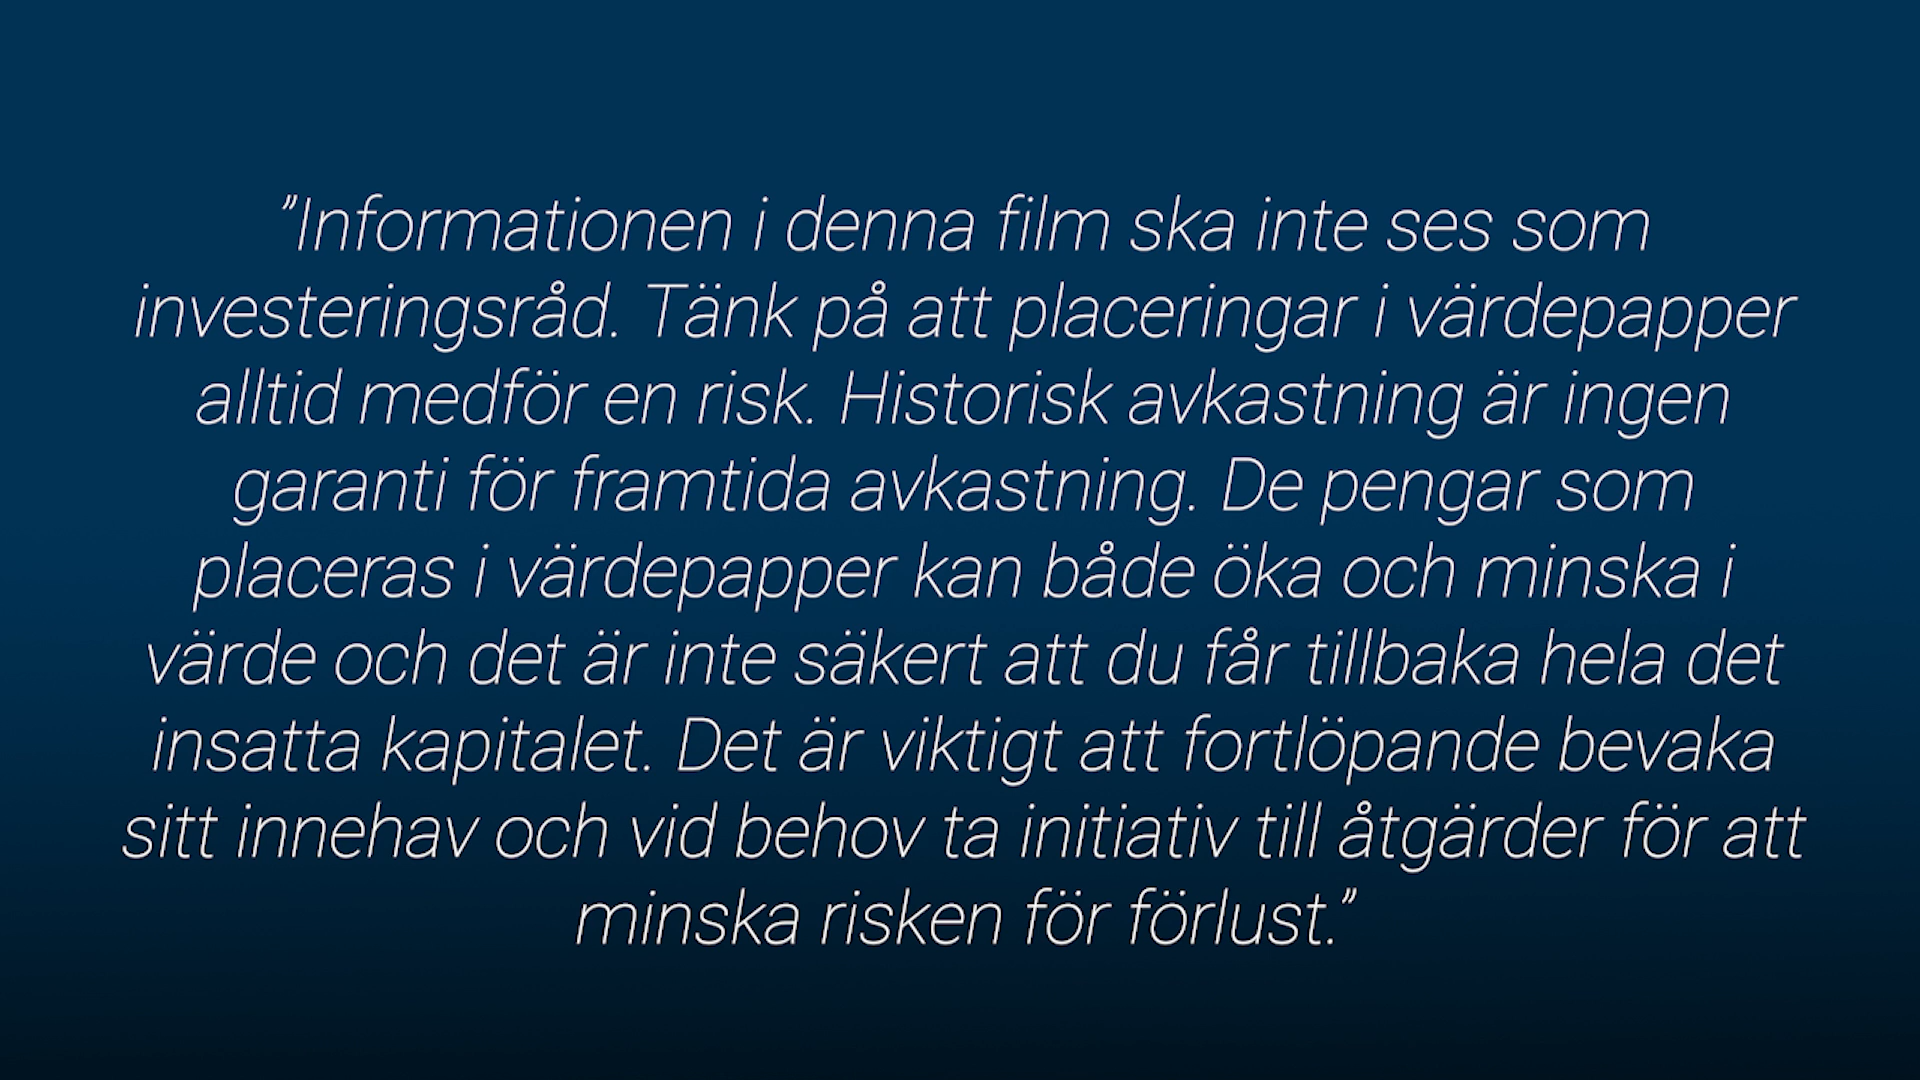 ”Informationen i denna film ska inte ses som
investeringsråd. Tänk på att placeringar i värdepapper
alltid medför en risk. Historisk avkastning är ingen
garanti för framtida avkastning. De pengar som
placeras i värdepapper kan både öka och minska i
värde och det är inte säkert att du får tillbaka hela det
insatta kapitalet. Det är viktigt att fortlöpande bevaka
sitt innehav och vid behov ta initiativ till åtgärder för att
minska risken för förlust.”